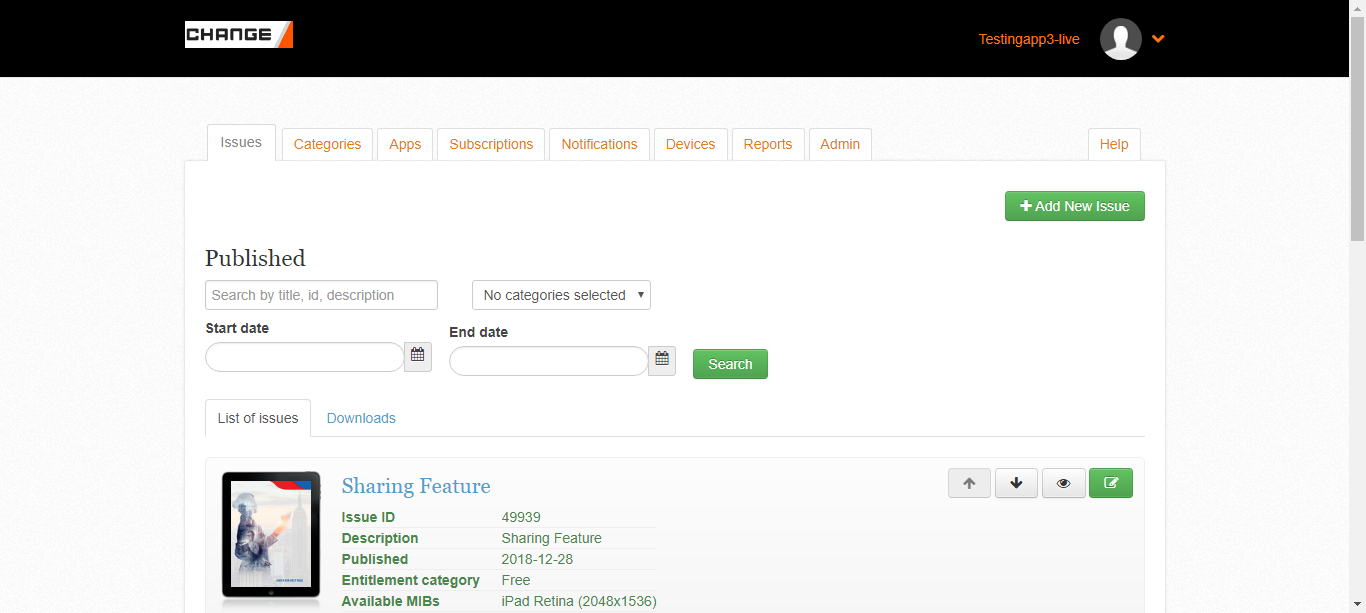 CHANGE
Testingapp3-live
Issues Categories Apps Subscriptions Notifications Devices Reports Admin Help
Add New Issue
Published
Search by title, id, description No categories selected
Start date End date
Search
List of issues Downloads
Sharing Feature
Issue ID 49939
Description Sharing Feature
Published 2018-12-28
Entitlement category Free
Available MIBs iPad Retina (2048x1536)